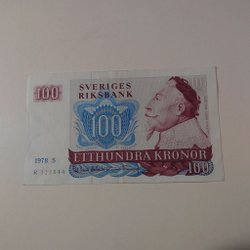 SVERIGES
RIKSBANK
100
100
1978 S
ETTHUNDRA KRONOR
100